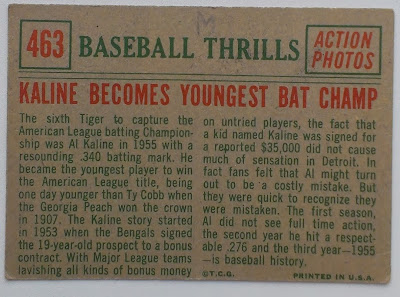 M
463
BASEBALL THRILLS
ACTION
PHOTOS
KALINE BECOMES YOUNGEST BAT CHAMP
The sixth Tiger to capture the
American League batting Champion-
ship was Al Kaline in 1955 with a
resounding .340 batting mark. He
became the youngest player to win
the American League title, being
one day younger than Ty Cobb when
the Georgia Peach won the crown
in 1907. The Kaline story started
in 1953 when the Bengals signed
the 19-year-old prospect to a bonus
contract. With Major League teams
lavishing all kinds of bonus money
on untried players, the fact that
a kid named Kaline was signed for
a reported $35,000 did not cause
much of sensation in Detroit. In
fact fans felt that Al might turn
out to be a costly mistake. But
they were quick to recognize they
were mistaken. The first season,
Al did not see full time action,
the second year he hit a respect-
able .276 and the third year—1955
—is baseball history.
©T.C.G.
PRINTED IN U.S.A.